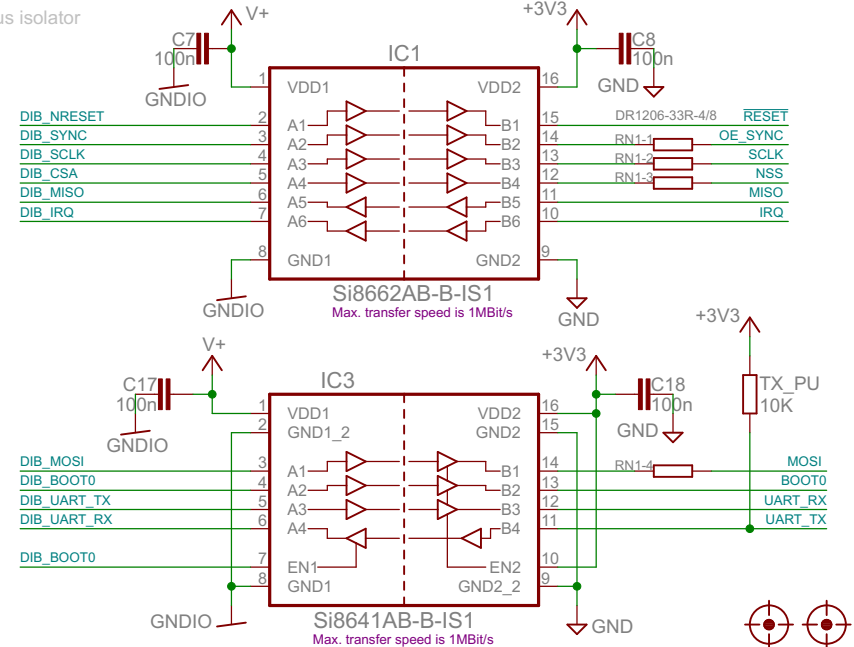 us isolator
V+
+3V3
C7
100n
IC1
C8
100n
GNDIO
GND
1
VDD1
VDD2
16
DIB_NRESET
2
A1
B1
15
DR1206-33R-4/8
RESET
DIB_SYNC
3
A2
B2
14
RN1-1
OE_SYNC
DIB_SCLK
4
A3
B3
13
RN1-2
SCLK
DIB_CSA
5
A4
B4
12
RN1-3
NSS
DIB_MISO
6
A5
B5
11
MISO
DIB_IRQ
7
A6
B6
10
IRQ
8
GND1
GND2
9
GNDIO
Si8662AB-B-IS1
Max. transfer speed is 1MBit/s
GND
+3V3
V+
+3V3
C17
100n
IC3
C18
100n
TX_PU
10K
GNDIO
GND
1
VDD1
VDD2
16
2
GND1_2
GND2
15
DIB_MOSI
3
A1
B1
14
RN1-4
MOSI
DIB_BOOT0
4
A2
B2
13
BOOT0
DIB_UART_TX
5
A3
B3
12
UART_RX
DIB_UART_RX
6
A4
B4
11
UART_TX
DIB_BOOT0
7
EN1
EN2
10
8
GND1
GND2_2
9
GNDIO
Si8641AB-B-IS1
Max. transfer speed is 1MBit/s
GND